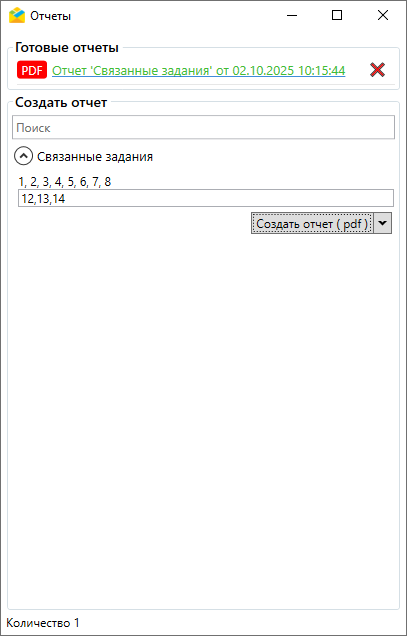 Отчеты
Готовые отчеты
PDF Отчет 'Связанные задания' от 02.10.2025 10:15:44
Создать отчет
Поиск
Связанные задания
1, 2, 3, 4, 5, 6, 7, 8
12,13,14
Создать отчет ( pdf )
Количество 1